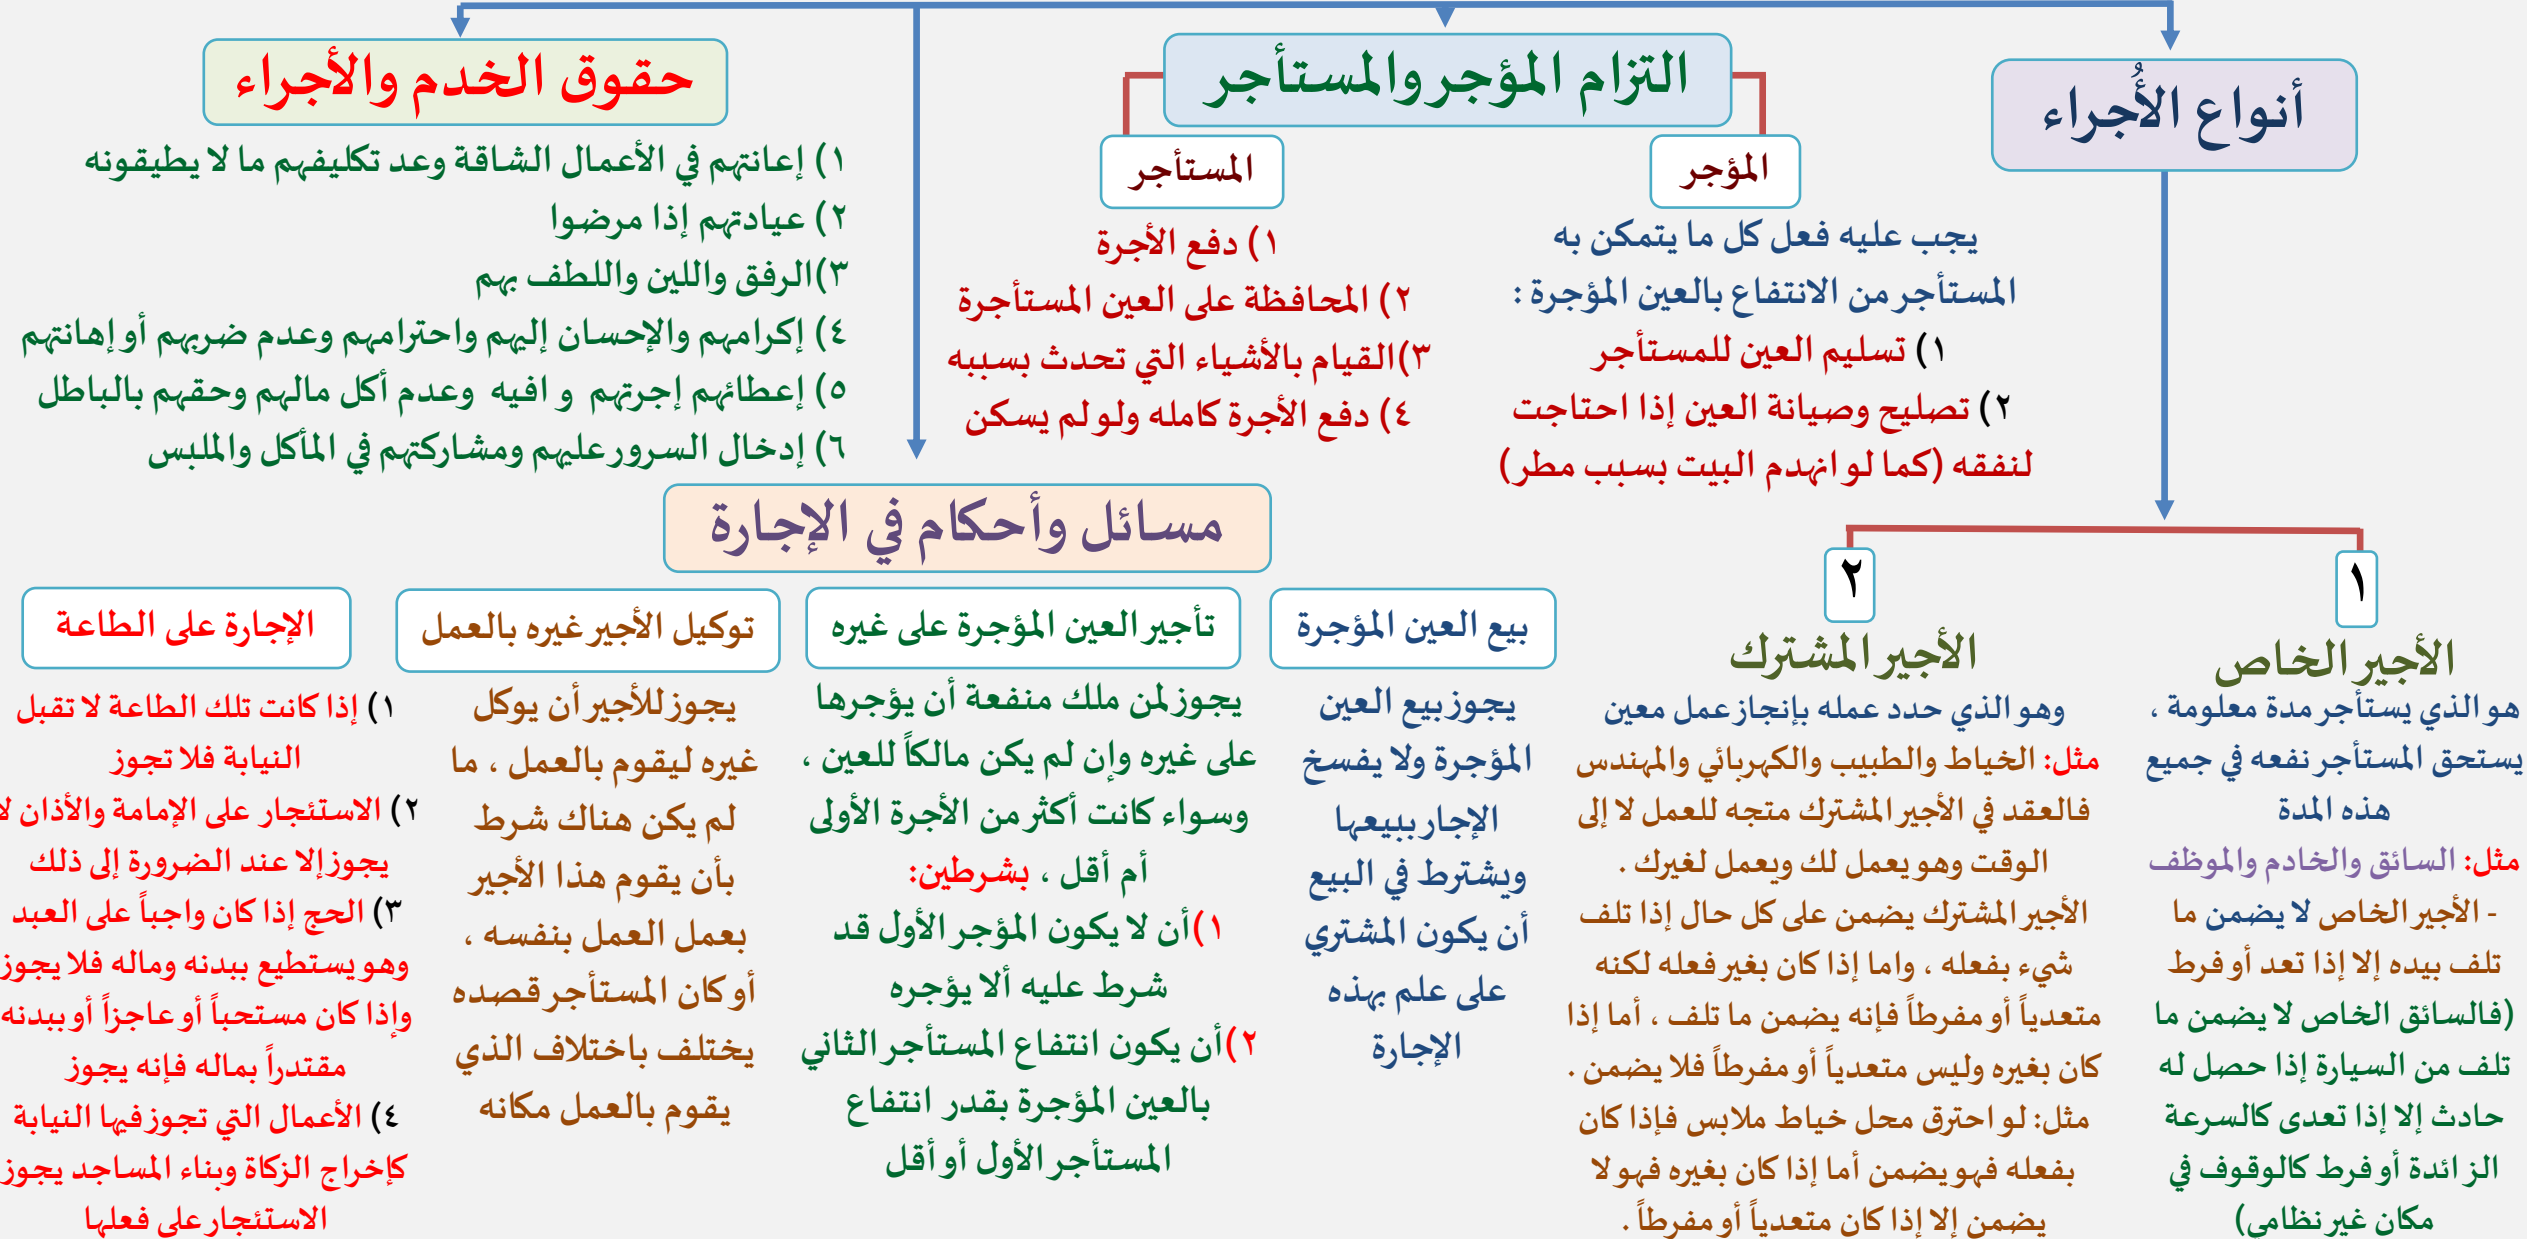 أنواع الأُجراء
١
الأجير الخاص
هو الذي يستأجر مدة معلومة ،
يستحق المستأجر نفعه في جميع
هذه المدة
مثل: السائق والخادم والموظف
- الأجير الخاص لا يضمن ما
تلف بيده إلا إذا تعد أو فرط
(فالسائق الخاص لا يضمن ما
تلف من السيارة إذا حصل له
حادث إلا إذا تعدى كالسرعة
الزائدة أو فرط كالوقوف في
مكان غير نظامي)
٢
الأجير المشترك
وهو الذي حدد عمله بإنجاز عمل معين
مثل: الخياط والطبيب والكهربائي والمهندس
فالعقد في الأجير المشترك متجه للعمل لا إلى
الوقت وهو يعمل لك ويعمل لغيرك .
الأجير المشترك يضمن على كل حال إذا تلف
شيء بفعله ، واما إذا كان بغير فعله لكنه
متعدياً أو مفرطاً فإنه يضمن ما تلف ، أما إذا
كان بغيره وليس متعدياً أو مفرطاً فلا يضمن .
مثل: لو احترق محل خياط ملابس فإذا كان
بفعله فهو يضمن أما إذا كان بغيره فهو لا
يضمن إلا إذا كان متعدياً أو مفرطاً .
التزام المؤجر والمستأجر
المؤجر
يجب عليه فعل كل ما يتمكن به
المستأجر من الانتفاع بالعين المؤجرة :
١) تسليم العين للمستأجر
٢) تصليح وصيانة العين إذا احتاجت
لنفقه (كما لو انهدم البيت بسبب مطر)
المستأجر
١) دفع الأجرة
٢) المحافظة على العين المستأجرة
٣)القيام بالأشياء التي تحدث بسببه
٤) دفع الأجرة كامله ولو لم يسكن
حقوق الخدم والأجراء
١) إعانتهم في الأعمال الشاقة وعد تكليفهم ما لا يطيقونه
٢) عيادتهم إذا مرضوا
٣)الرفق واللين واللطف بهم
٤) إكرامهم والإحسان إليهم واحترامهم وعدم ضربهم أو إهانتهم
٥) إعطائهم إجرتهم و افيه وعدم أكل مالهم وحقهم بالباطل
٦) إدخال السرور عليهم ومشاركتهم في المأكل والملبس
مسائل وأحكام في الإجارة
بيع العين المؤجرة
يجوز بيع العين
المؤجرة ولا يفسخ
الإجار ببيعها
ويشترط في البيع
أن يكون المشتري
على علم بهذه
الإجارة
تأجير العين المؤجرة على غيره
يجوز لمن ملك منفعة أن يؤجرها
على غيره وإن لم يكن مالكاً للعين ،
وسواء كانت أكثر من الأجرة الأولى
أم أقل ، بشرطين:
١)أن لا يكون المؤجر الأول قد
شرط عليه ألا يؤجره
٢)أن يكون انتفاع المستأجر الثاني
بالعين المؤجرة بقدر انتفاع
المستأجر الأول أو أقل
توكيل الأجير غيره بالعمل
يجوز للأجير أن يوكل
غيره ليقوم بالعمل ، ما
لم يكن هناك شرط
بأن يقوم هذا الأجير
بعمل العمل بنفسه ،
أو كان المستأجر قصده
يختلف باختلاف الذي
يقوم بالعمل مكانه
الإجارة على الطاعة
١) إذا كانت تلك الطاعة لا تقبل
النيابة فلا تجوز
٢) الاستئجار على الإمامة والأذان لا
يجوز إلا عند الضرورة إلى ذلك
٣) الحج إذا كان واجباً على العبد
وهو يستطيع ببدنه وماله فلا يجوز
وإذا كان مستحباً أو عاجزاً أو ببدنه
مقتدراً بماله فإنه يجوز
٤) الأعمال التي تجوز فيها النيابة
كإخراج الزكاة وبناء المساجد يجوز
الاستئجار على فعلها